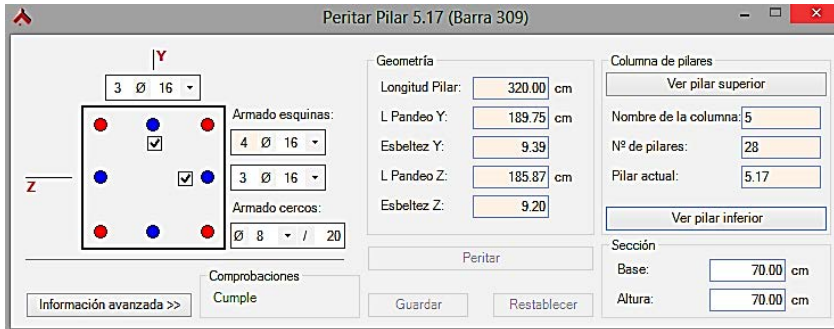 Peritar Pilar 5.17 (Barra 309)
Y
3 Ø 16
Z
Armado esquinas:
4 Ø 16
3 Ø 16
Armado cercos:
Ø 8 / 20
Información avanzada >>
Comprobaciones
Cumple
Geometría
Longitud Pilar: 320.00 cm
L Pandeo Y: 189.75 cm
Esbeltez Y: 9.39
L Pandeo Z: 185.87 cm
Esbeltez Z: 9.20
Peritar
Guardar Restablecer
Columna de pilares
Ver pilar superior
Nombre de la columna: 5
Nº de pilares: 28
Pilar actual: 5.17
Ver pilar inferior
Sección
Base: 70.00 cm
Altura: 70.00 cm